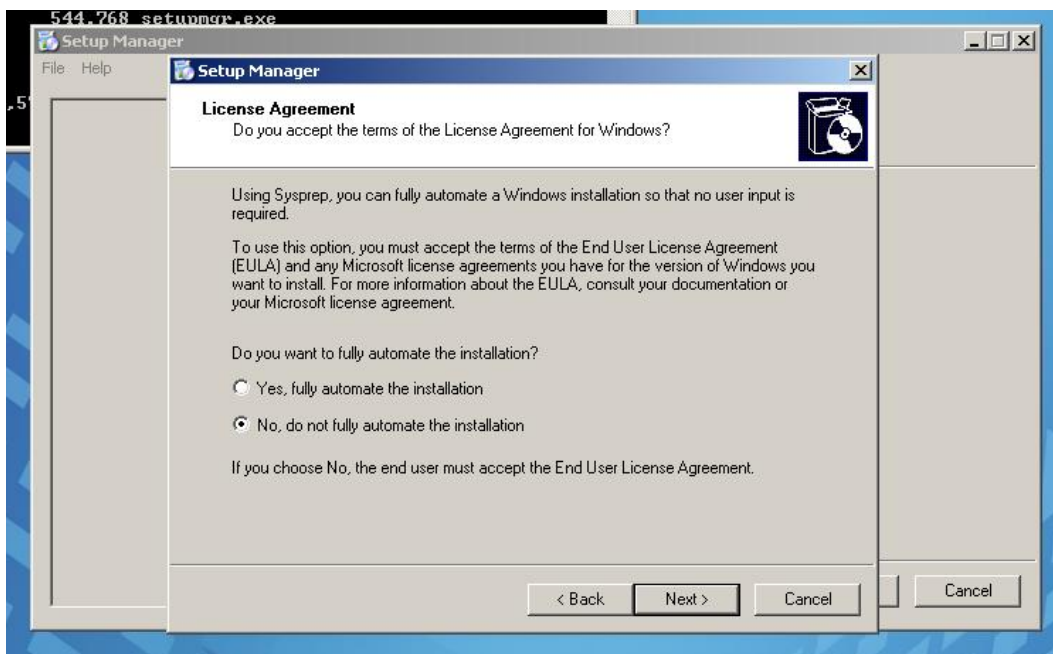 544,768 setupmgr.exe
Setup Manager
File Help
,5
Setup Manager
License Agreement
Do you accept the terms of the License Agreement for Windows?
Using Sysprep, you can fully automate a Windows installation so that no user input is
required.
To use this option, you must accept the terms of the End User License Agreement
(EULA) and any Microsoft license agreements you have for the version of Windows you
want to install. For more information about the EULA, consult your documentation or
your Microsoft license agreement.
Do you want to fully automate the installation?
Yes, fully automate the installation
No, do not fully automate the installation
If you choose No, the end user must accept the End User License Agreement.
< Back Next > Cancel
Cancel